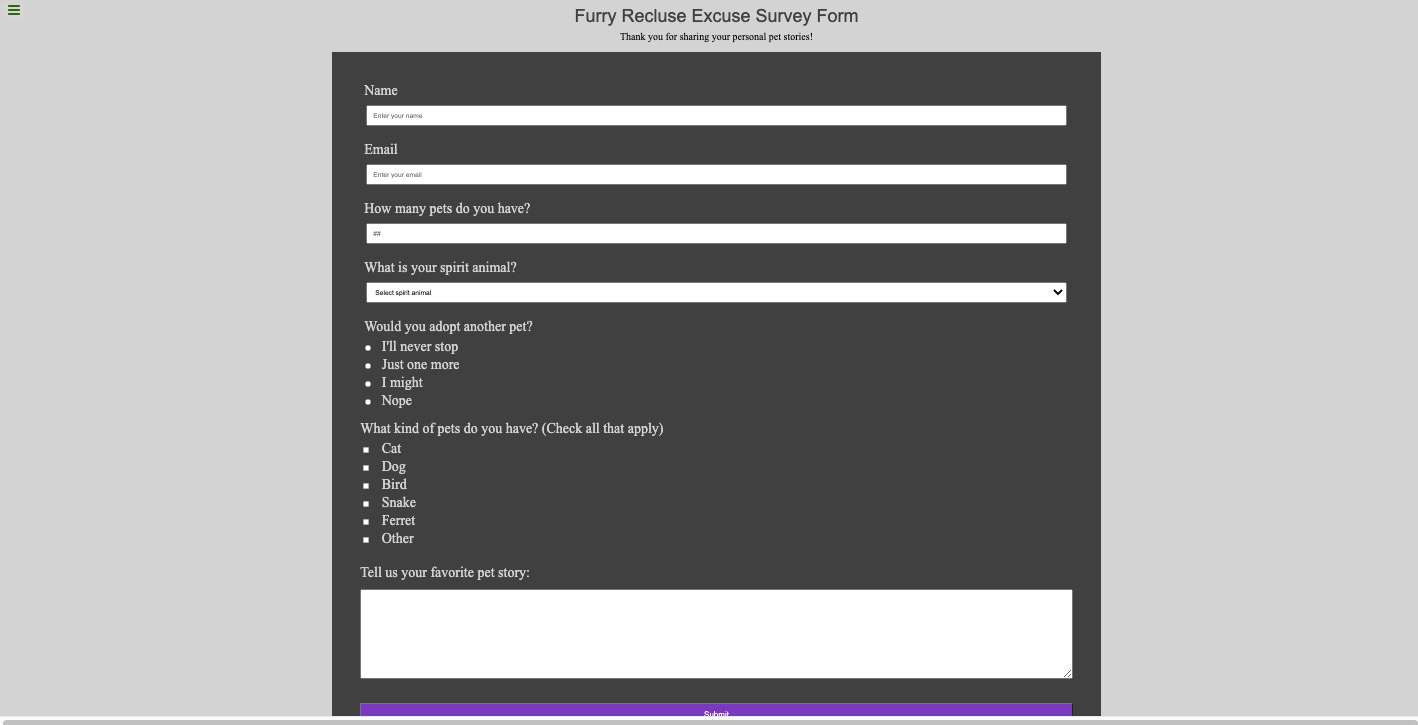 Furry Recluse Excuse Survey Form
Thank you for sharing your personal pet stories!
Name
Enter your name
Email
Enter your email
How many pets do you have?
##
What is your spirit animal?
Select spirit animal
Would you adopt another pet?
I'll never stop
Just one more
I might
Nope
What kind of pets do you have? (Check all that apply)
Cat
Dog
Bird
Snake
Ferret
Other
Tell us your favorite pet story:
Submit